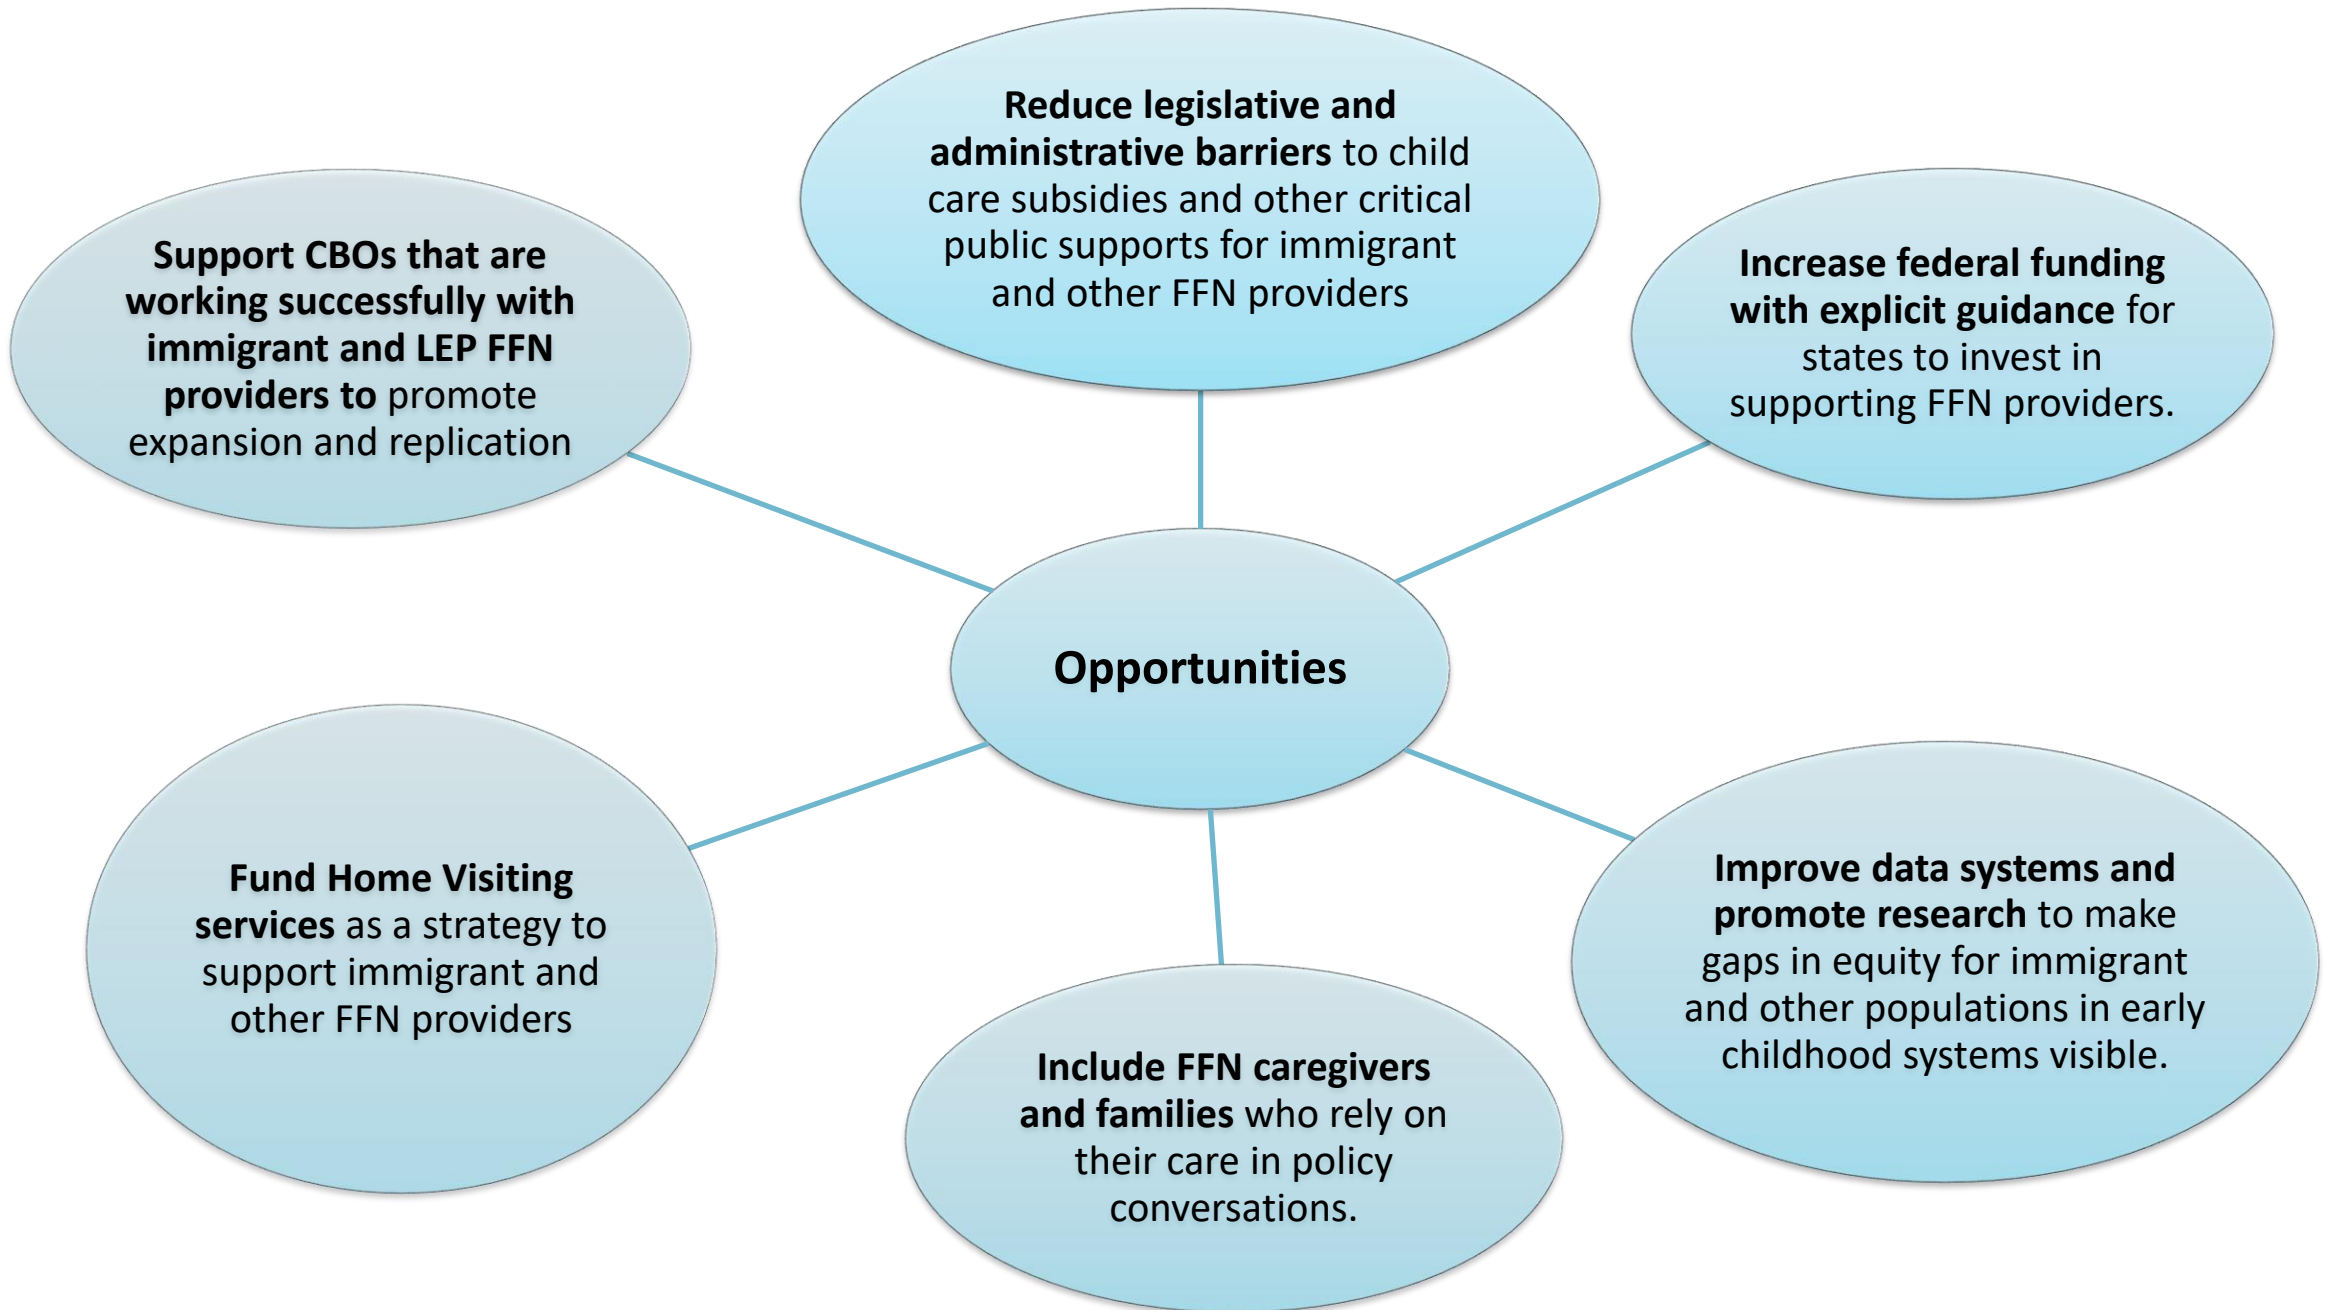 Reduce legislative and
administrative barriers to child
care subsidies and other critical
public supports for immigrant
and other FFN providers
Support CBOs that are
working successfully with
immigrant and LEP FFN
providers to promote
expansion and replication
Increase federal funding
with explicit guidance for
states to invest in
supporting FFN providers.
Opportunities
Fund Home Visiting
services as a strategy to
support immigrant and
other FFN providers
Improve data systems and
promote research to make
gaps in equity for immigrant
and other populations in early
childhood systems visible.
Include FFN caregivers
and families who rely on
their care in policy
conversations.